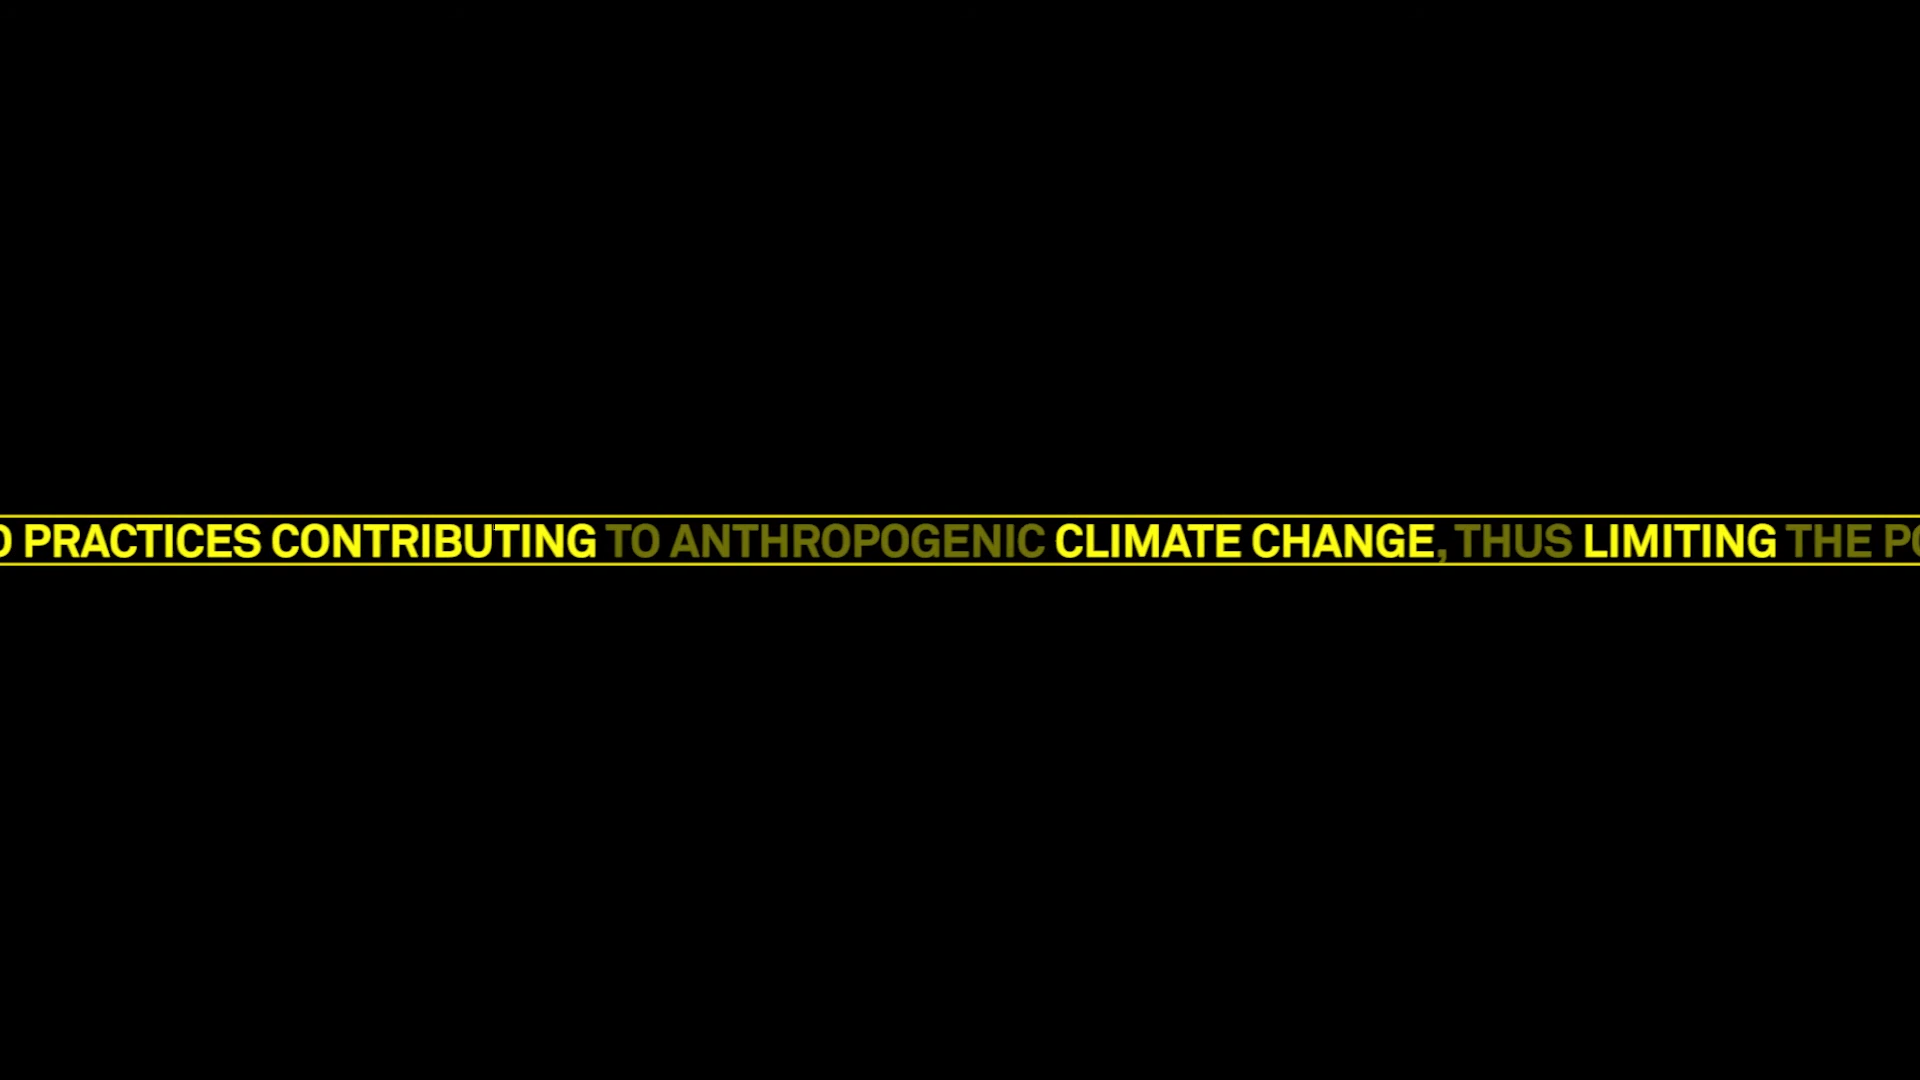 PRACTICES CONTRIBUTING TO ANTHROPOGENIC CLIMATE CHANGE, THUS LIMITING THE